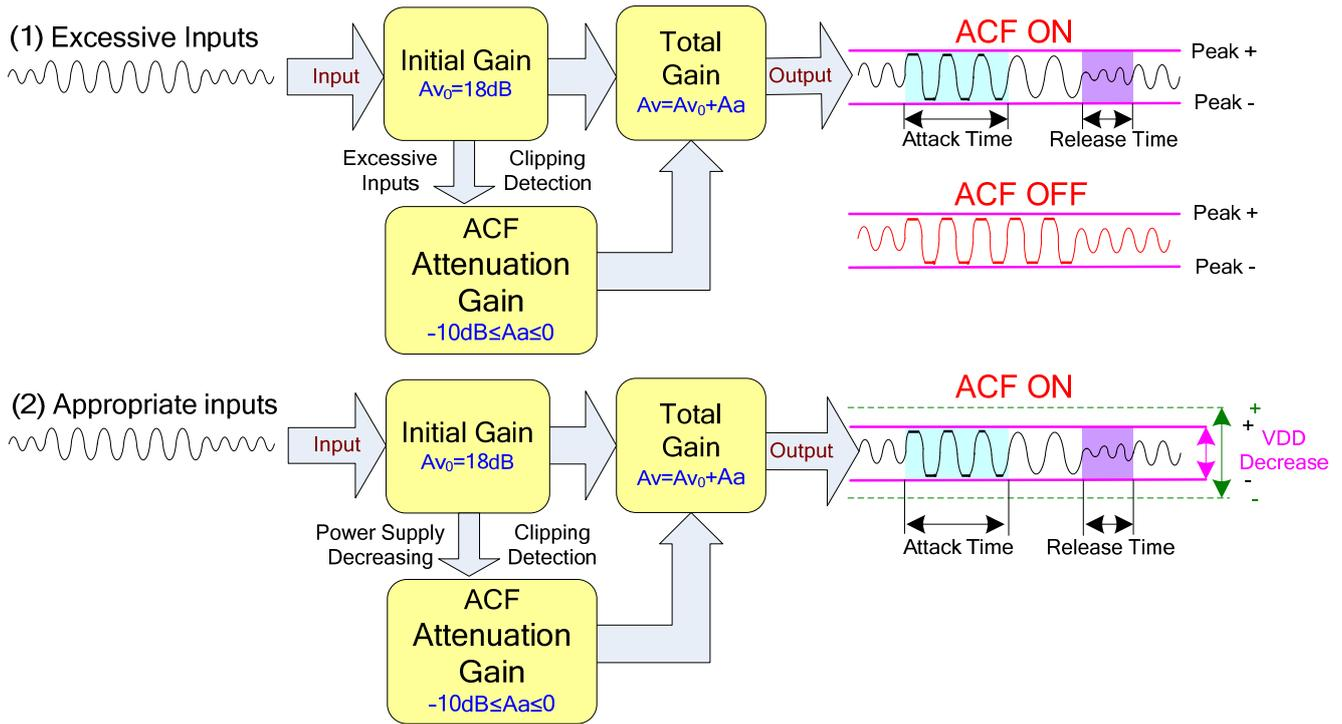 (1) Excessive Inputs
Input
Initial Gain
Av₀=18dB
Total
Gain
Av=Av₀+Aa
Output
ACF ON
Peak +
Peak -
Attack Time
Release Time
Excessive
Inputs
Clipping
Detection
ACF
Attenuation
Gain
-10dB≤Aa≤0
ACF OFF
Peak +
Peak -
(2) Appropriate inputs
Input
Initial Gain
Av₀=18dB
Total
Gain
Av=Av₀+Aa
Output
ACF ON
+
+
VDD
Decrease
-
-
Attack Time
Release Time
Power Supply
Decreasing
Clipping
Detection
ACF
Attenuation
Gain
-10dB≤Aa≤0